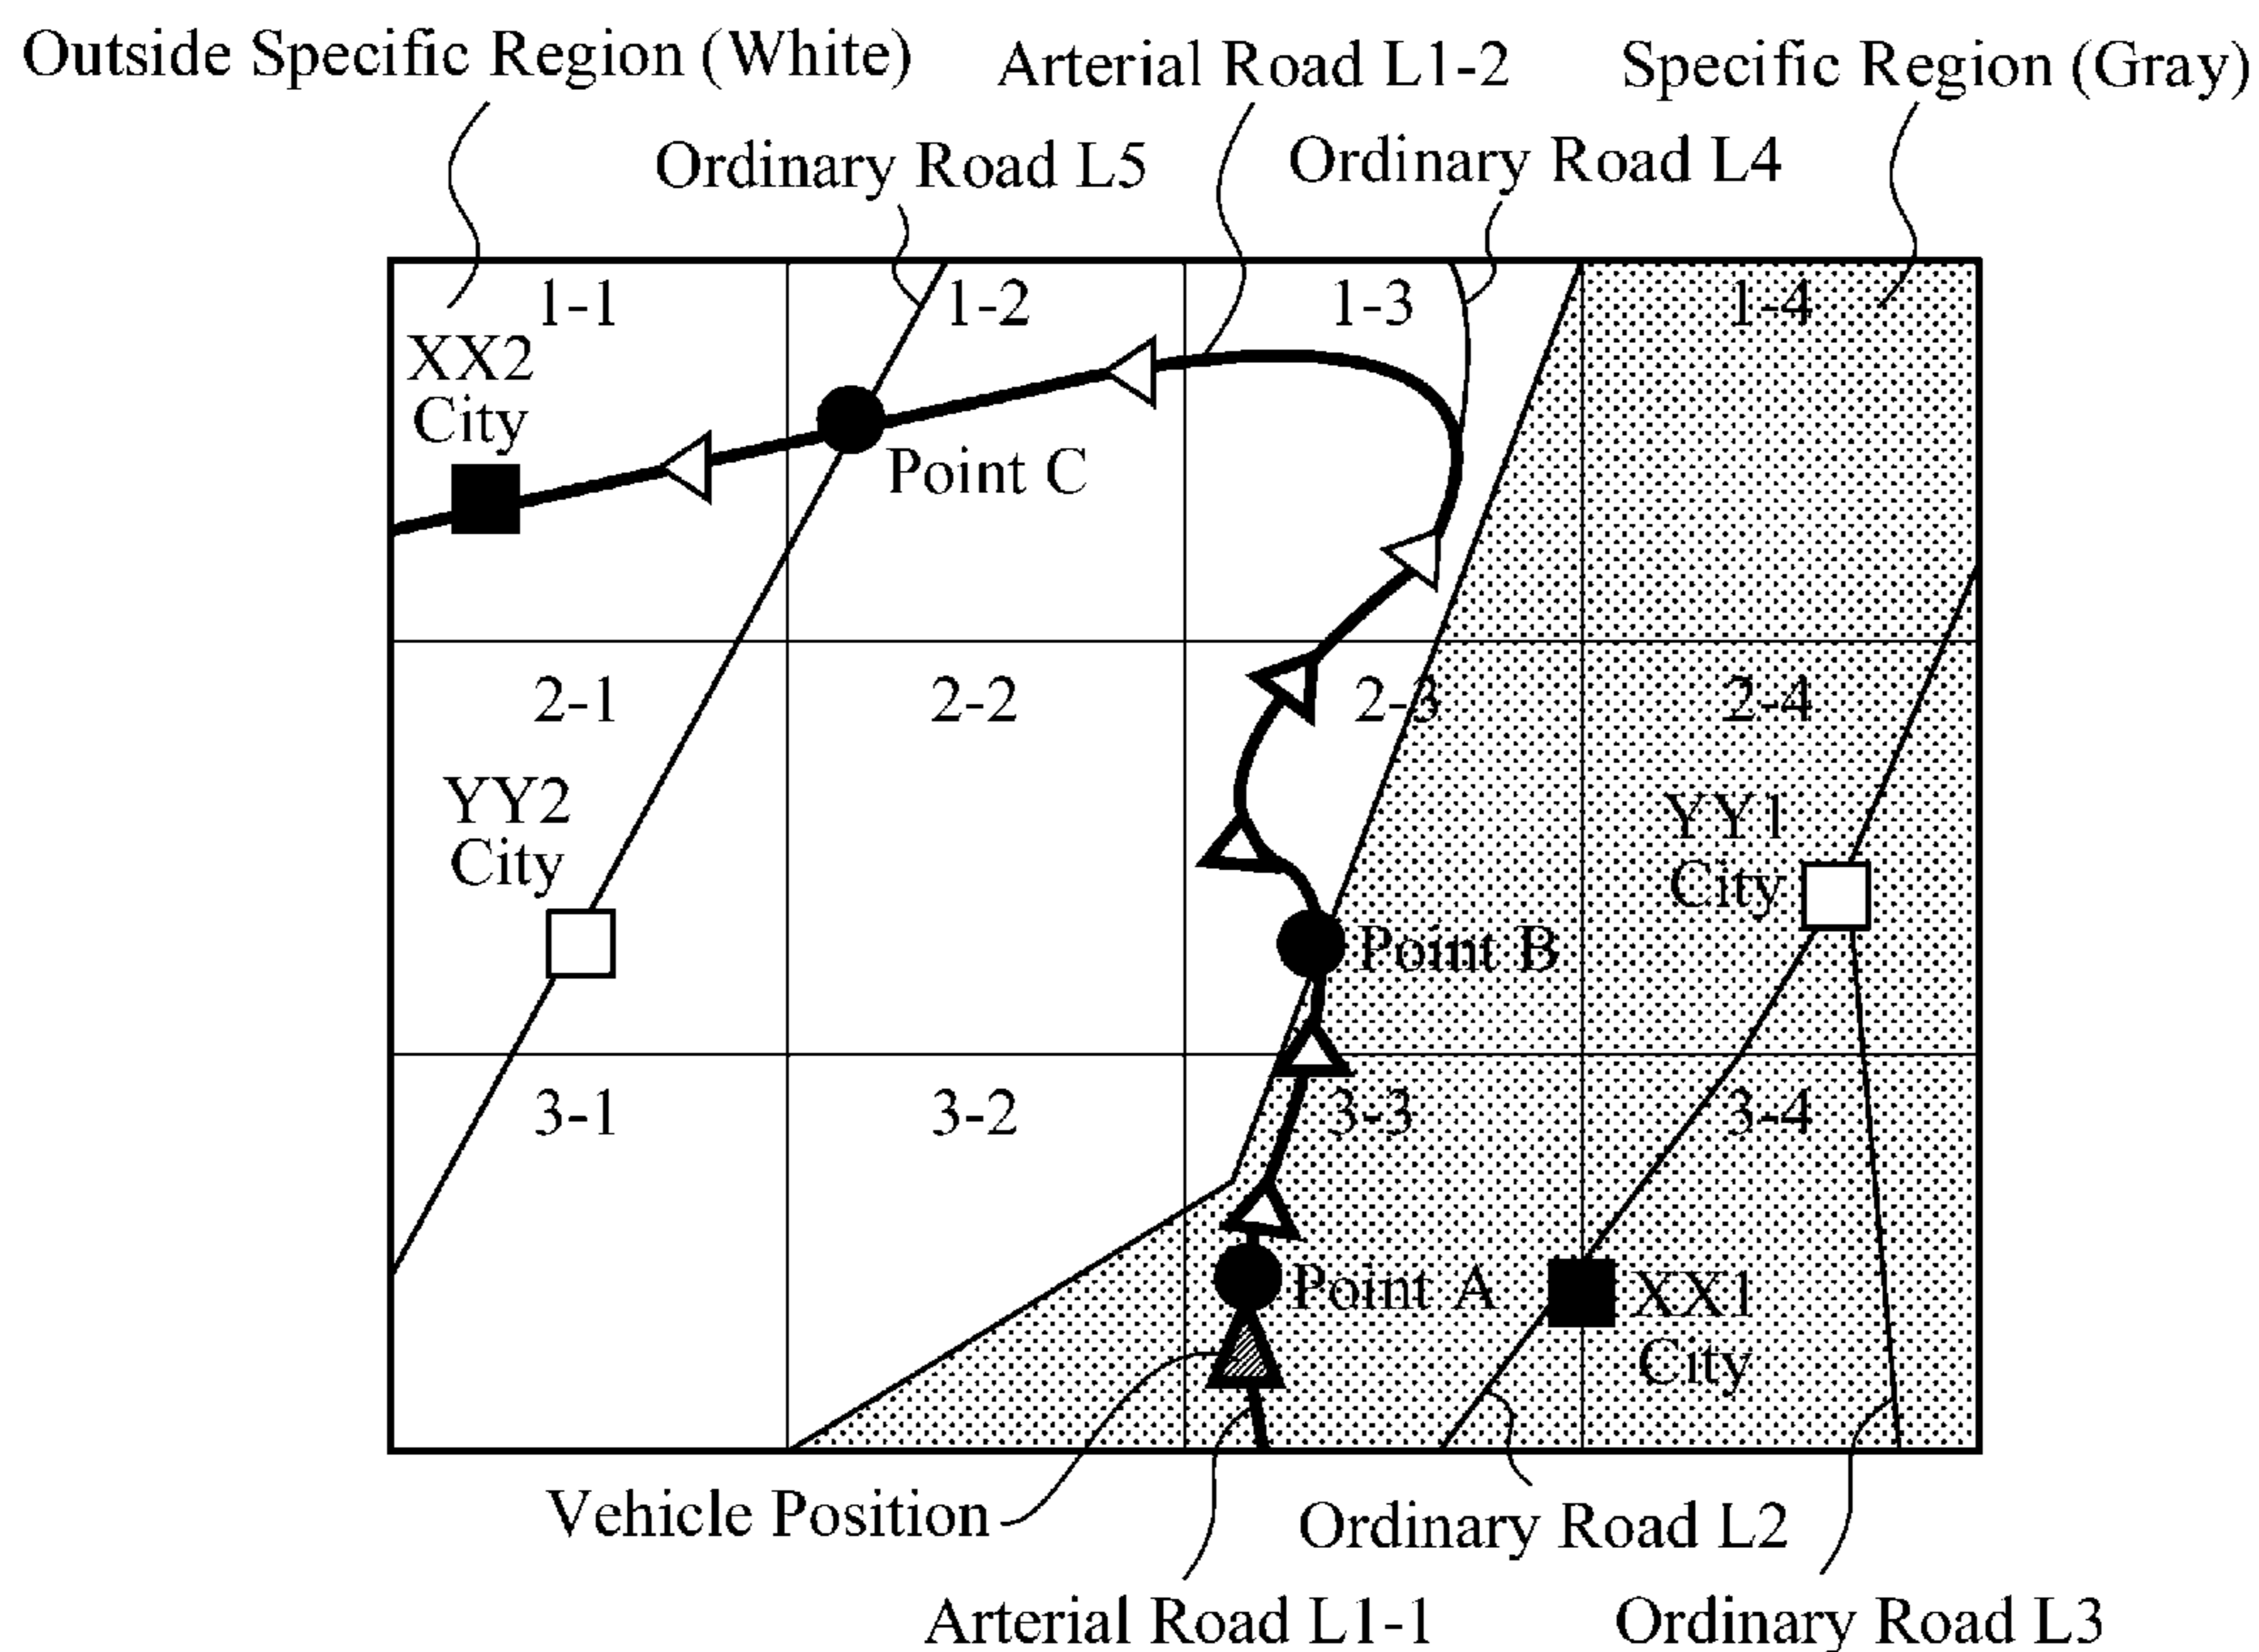 Outside Specific Region (White)
Arterial Road L1-2
Specific Region (Gray)
Ordinary Road L5
Ordinary Road L4
1-1
1-2
1-3
1-4
XX2
City
Point C
2-1
2-2
2-3
2-4
YY2
City
YY1
City
Point B
3-1
3-2
3-3
3-4
Point A
XX1
City
Vehicle Position
Ordinary Road L2
Arterial Road L1-1
Ordinary Road L3